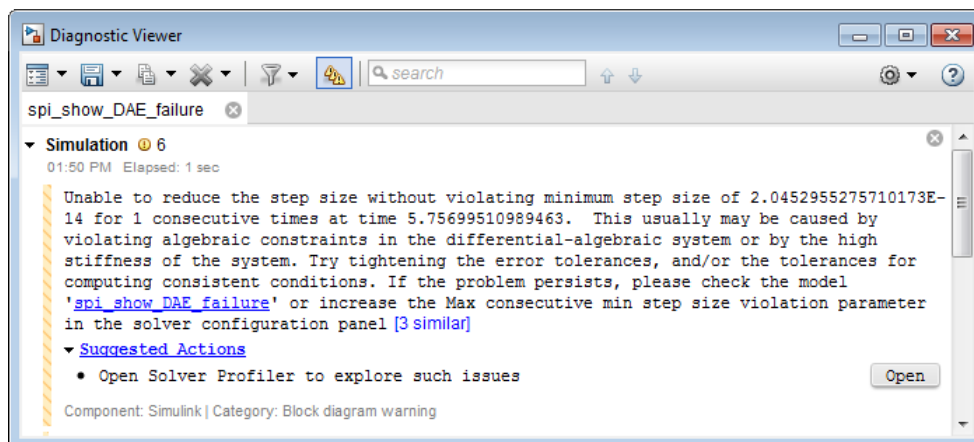 Diagnostic Viewer
search
spi_show_DAE_failure
Simulation 6
01:50 PM Elapsed: 1 sec
Unable to reduce the step size without violating minimum step size of 2.0452955275710173E-
14 for 1 consecutive times at time 5.75699510989463.  This usually may be caused by
violating algebraic constraints in the differential-algebraic system or by the high
stiffness of the system. Try tightening the error tolerances, and/or the tolerances for
computing consistent conditions. If the problem persists, please check the model
'spi_show_DAE_failure' or increase the Max consecutive min step size violation parameter
in the solver configuration panel [3 similar]
Suggested Actions
• Open Solver Profiler to explore such issues Open
Component: Simulink | Category: Block diagram warning